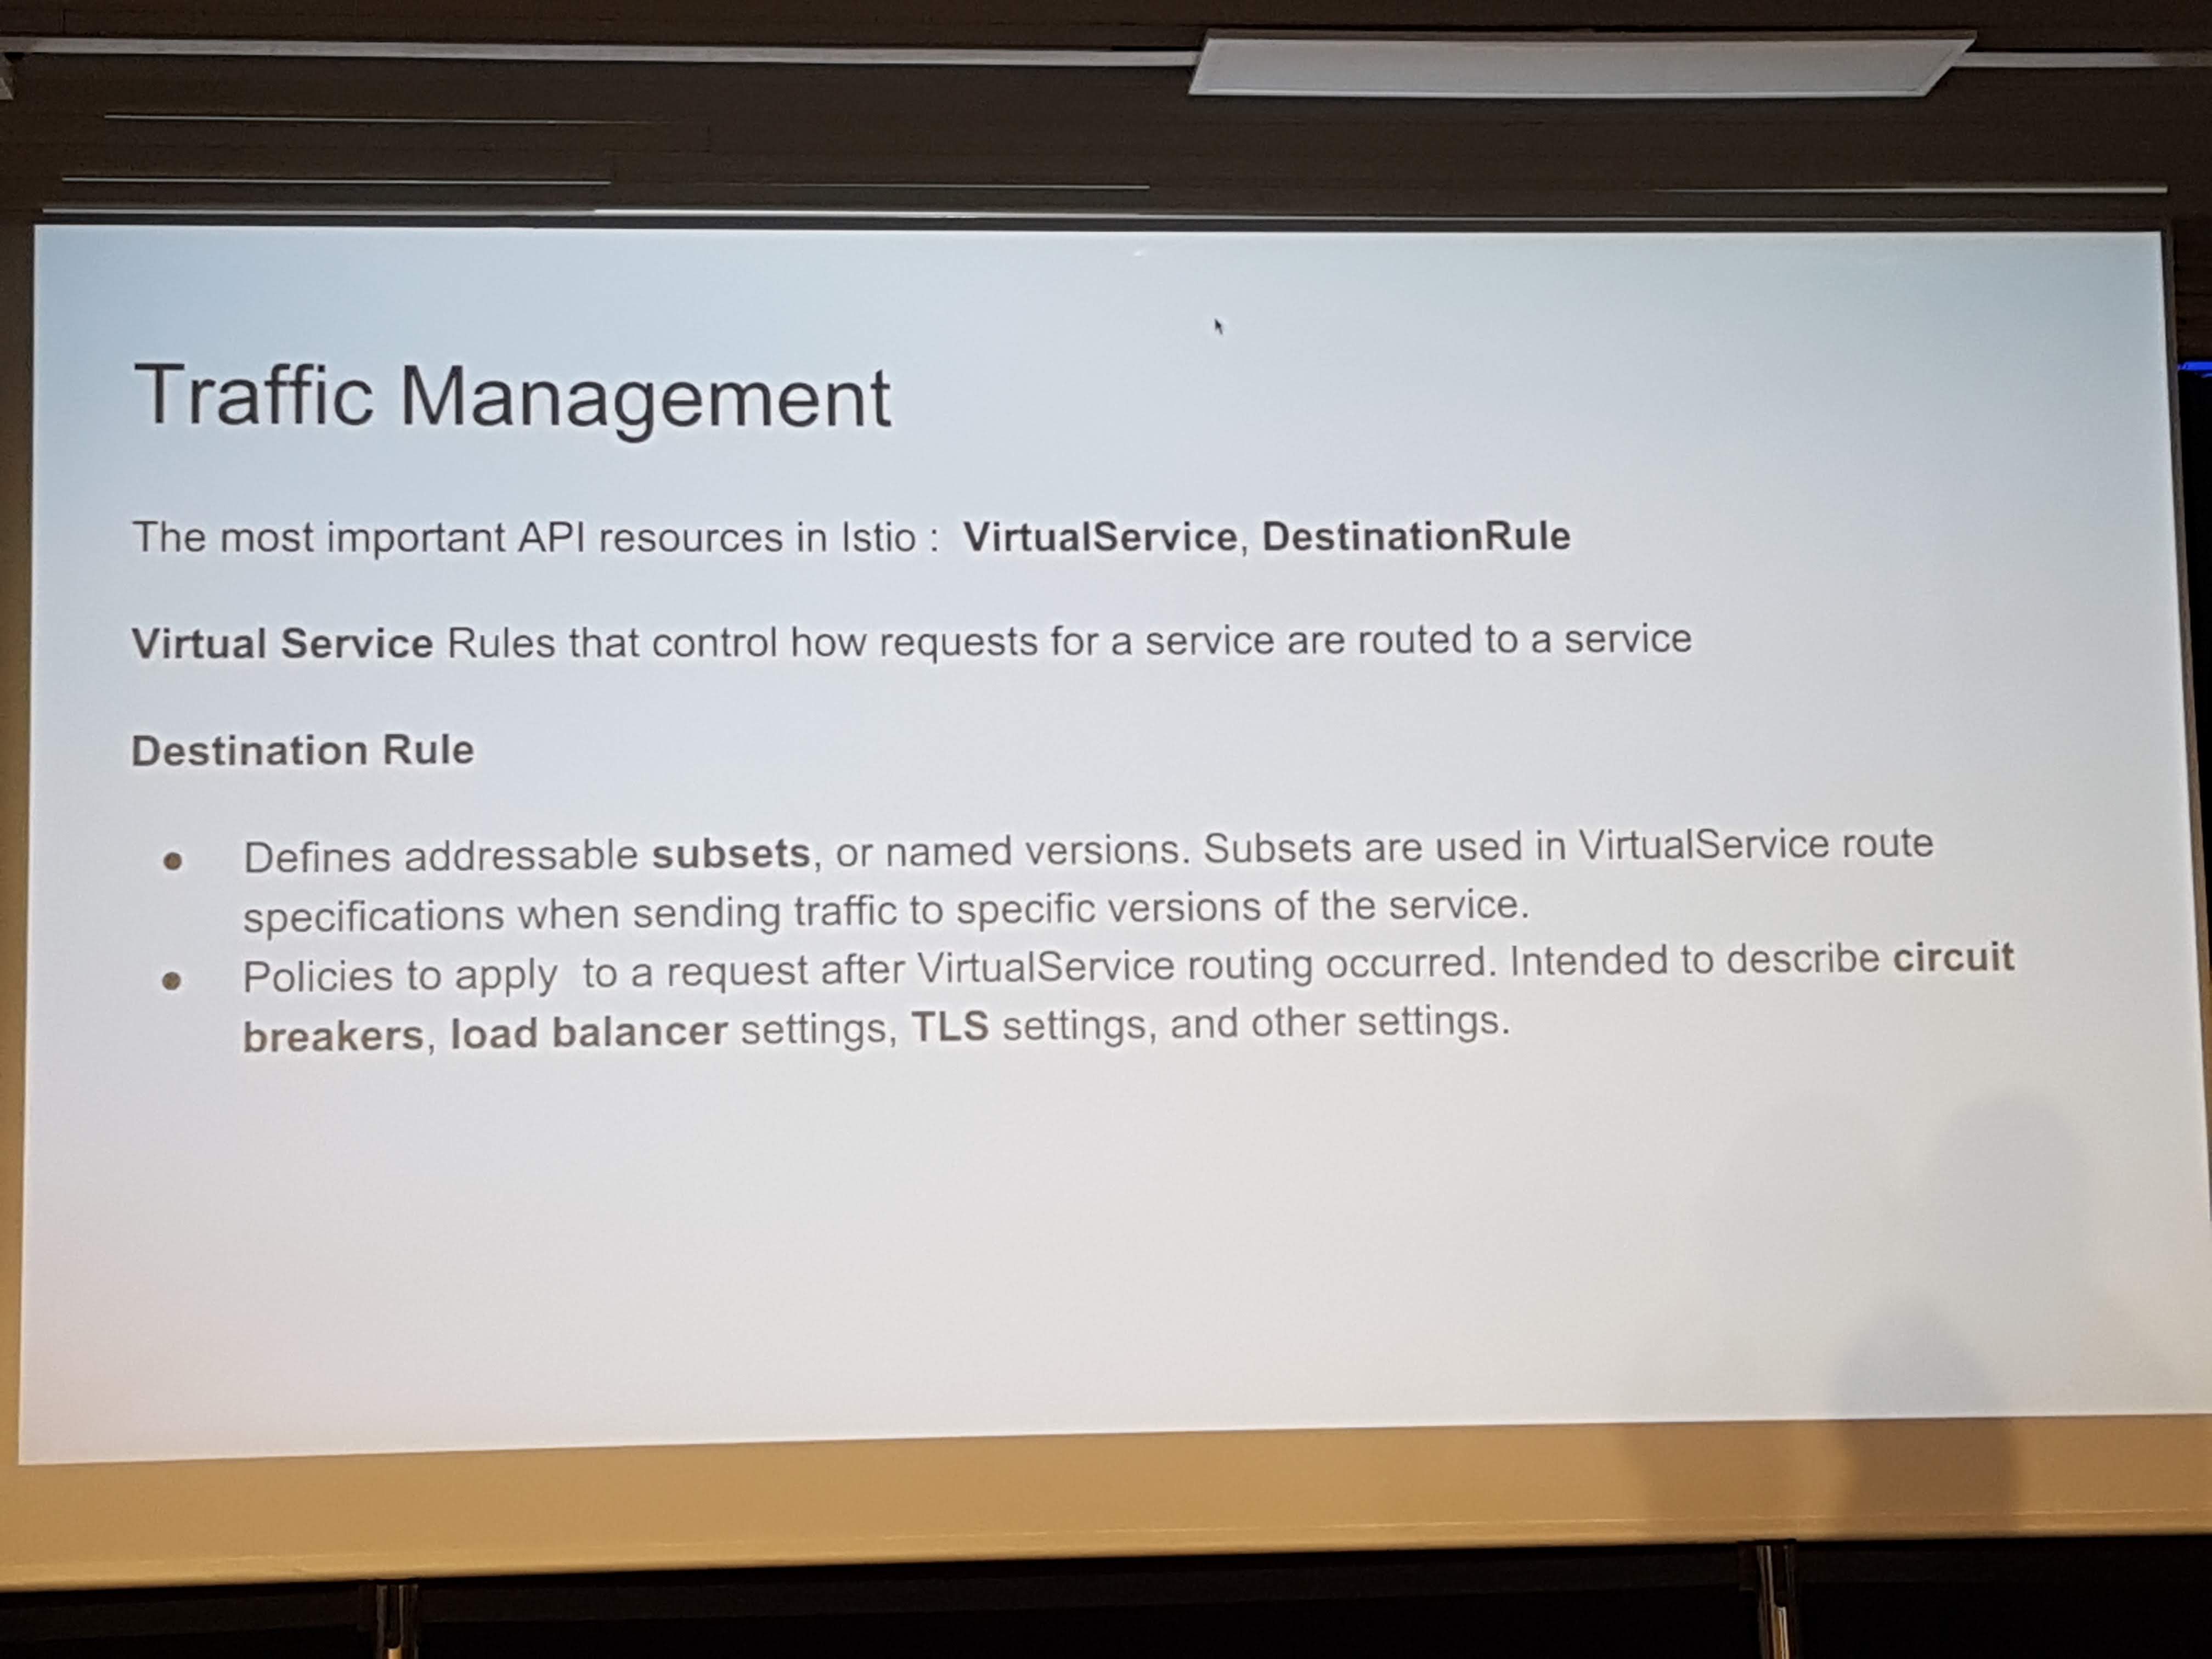 Traffic Management
The most important API resources in Istio :  VirtualService, DestinationRule
Virtual Service Rules that control how requests for a service are routed to a service
Destination Rule
● Defines addressable subsets, or named versions. Subsets are used in VirtualService route
specifications when sending traffic to specific versions of the service.
● Policies to apply  to a request after VirtualService routing occurred. Intended to describe circuit
breakers, load balancer settings, TLS settings, and other settings.